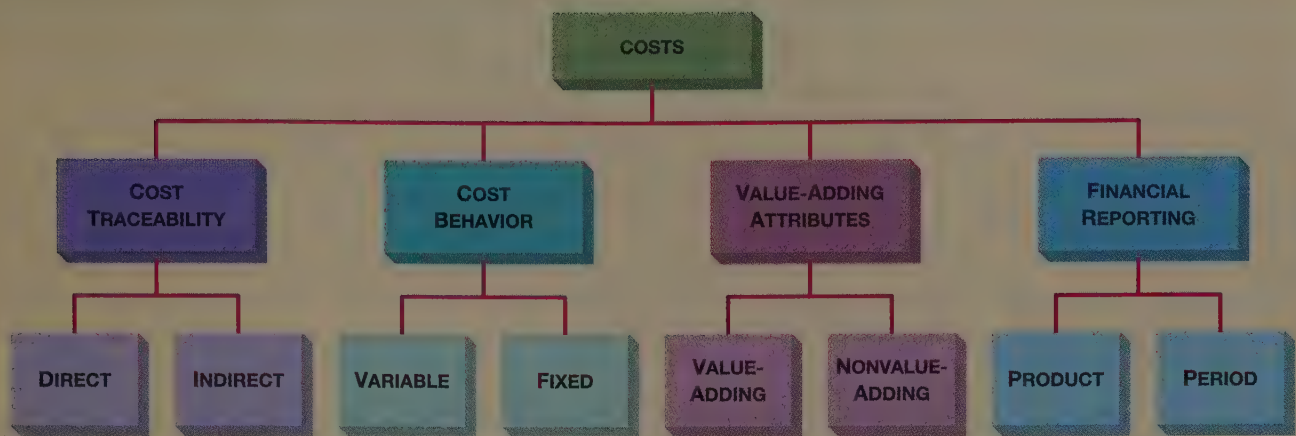 COSTS
COST
TRACEABILITY
COST
BEHAVIOR
VALUE-ADDING
ATTRIBUTES
FINANCIAL
REPORTING
DIRECT
INDIRECT
VARIABLE
FIXED
VALUE-
ADDING
NONVALUE-
ADDING
PRODUCT
PERIOD